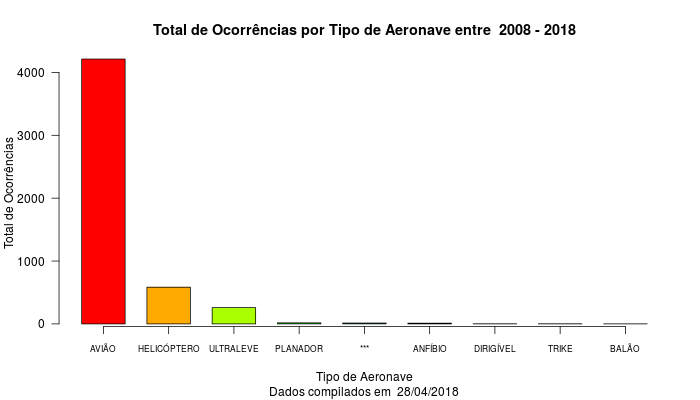 Total de Ocorrências por Tipo de Aeronave entre  2008 - 2018
Total de Ocorrências
4000
3000
2000
1000
0
AVIÃO HELICÓPTERO ULTRALEVE PLANADOR *** ANFÍBIO DIRIGÍVEL TRIKE BALÃO
Tipo de Aeronave
Dados compilados em  28/04/2018